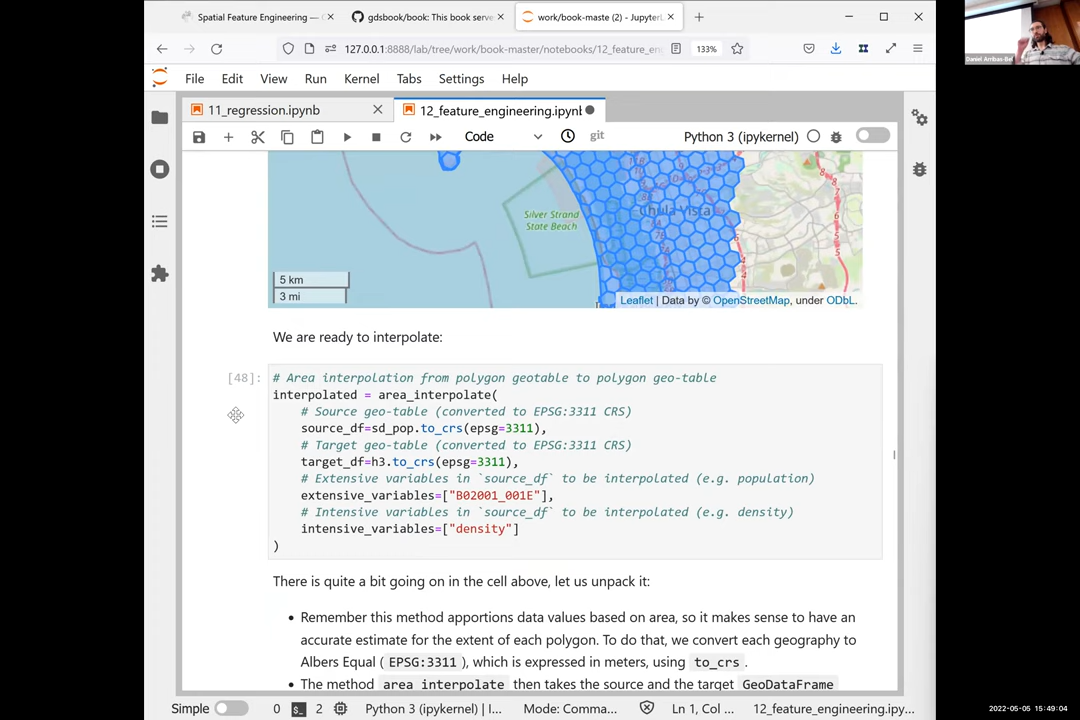 Spatial Feature Engineering — C
gdsbook/book: This book serve
work/book-maste (2) - Jupyter
127.0.0.1:8888/lab/tree/work/book-master/notebooks/12_feature_en
133%
File Edit View Run Kernel Tabs Settings Help
11_regression.ipynb
12_feature_engineering.ipynb
Code
git
Python 3 (ipykernel)
Chula Vista
Silver Strand
State Beach
5 km
3 mi
Leaflet | Data by © OpenStreetMap, under ODbL.
We are ready to interpolate:
[48]:
# Area interpolation from polygon geotable to polygon geo-table
interpolated = area_interpolate(
# Source geo-table (converted to EPSG:3311 CRS)
source_df=sd_pop.to_crs(epsg=3311),
# Target geo-table (converted to EPSG:3311 CRS)
target_df=h3.to_crs(epsg=3311),
# Extensive variables in `source_df` to be interpolated (e.g. population)
extensive_variables=["B02001_001E"],
# Intensive variables in `source_df` to be interpolated (e.g. density)
intensive_variables=["density"]
)
There is quite a bit going on in the cell above, let us unpack it:
• Remember this method apportions data values based on area, so it makes sense to have an
accurate estimate for the extent of each polygon. To do that, we convert each geography to
Albers Equal ( EPSG:3311 ), which is expressed in meters, using to_crs .
• The method area interpolate then takes the source and the target GeoDataFrame
Simple 0 2 Python 3 (ipykernel) | I... Mode: Comma... Ln 1, Col ... 12_feature_engineering.ipy...
Daniel Arribas-Bel
2022-05-05 15:49:04